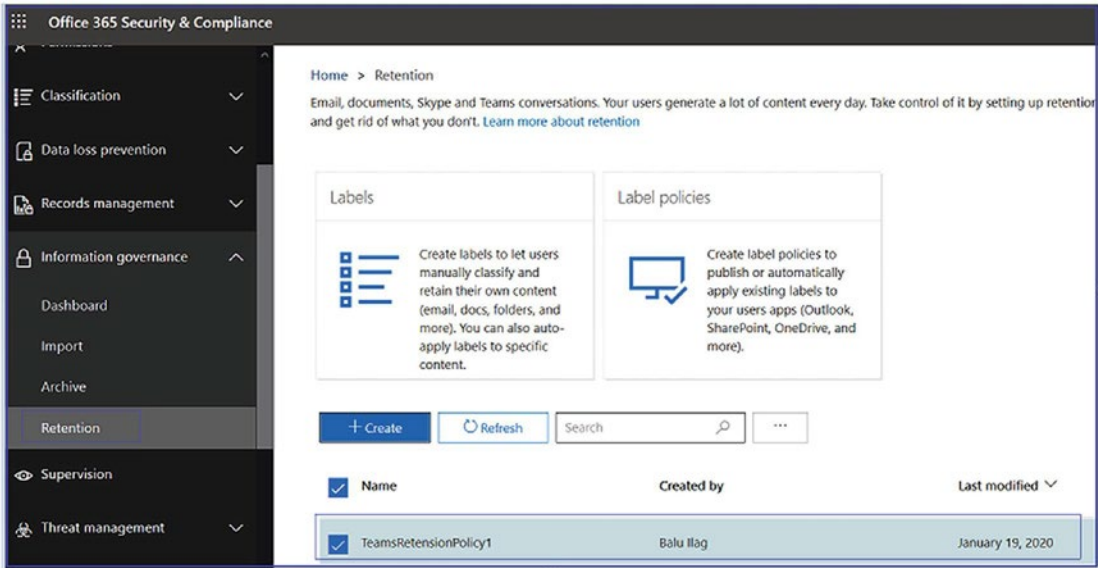 Office 365 Security & Compliance
Classification
Data loss prevention
Records management
Information governance
Dashboard
Import
Archive
Retention
Supervision
Threat management
Home > Retention
Email, documents, Skype and Teams conversations. Your users generate a lot of content every day. Take control of it by setting up retention
and get rid of what you don't. Learn more about retention
Labels
Create labels to let users
manually classify and
retain their own content
(email, docs, folders, and
more). You can also auto-
apply labels to specific
content.
Label policies
Create label policies to
publish or automatically
apply existing labels to
your users apps (Outlook,
SharePoint, OneDrive, and
more).
+ Create
Refresh
Search
...
Name Created by Last modified
TeamsRetensionPolicy1 Balu Ilag January 19, 2020